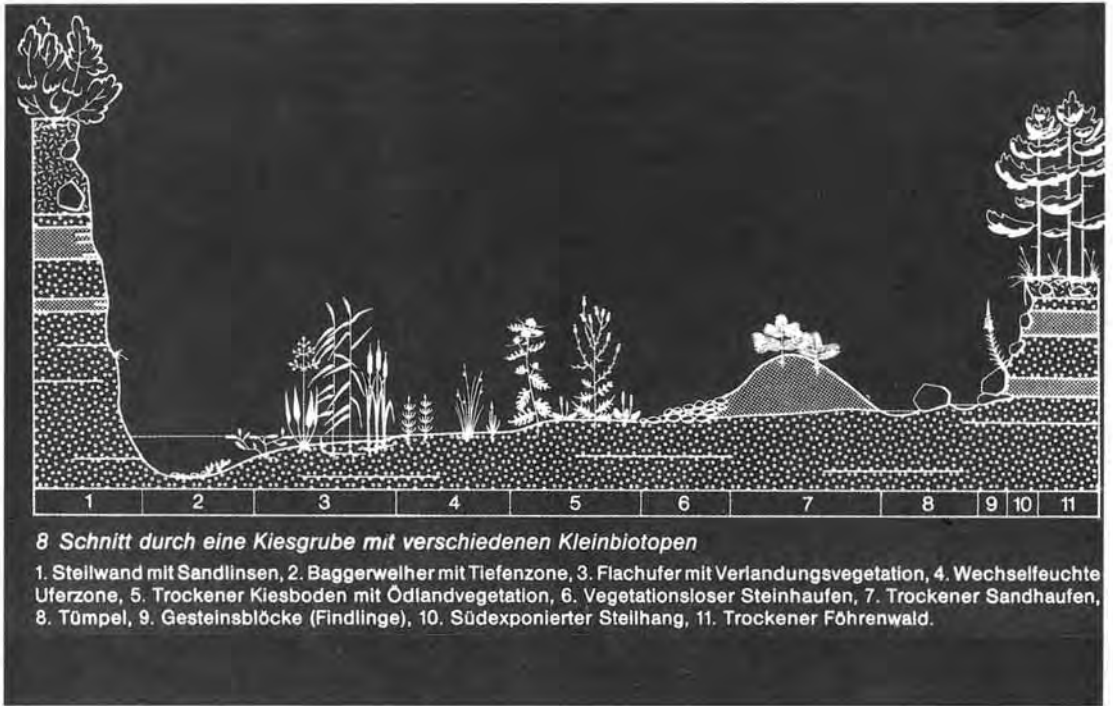 1 2 3 4 5 6 7 8 9 10 11
8 Schnitt durch eine Kiesgrube mit verschiedenen Kleinbiotopen
1. Steilwand mit Sandlinsen, 2. Baggerweiher mit Tiefenzone, 3. Flachufer mit Verlandungsvegetation, 4. Wechselfeuchte
Uferzone, 5. Trockener Kiesboden mit Ödlandvegetation, 6. Vegetationsloser Steinhaufen, 7. Trockener Sandhaufen,
8. Tümpel, 9. Gesteinsblöcke (Findlinge), 10. Südexponierter Steilhang, 11. Trockener Föhrenwald.